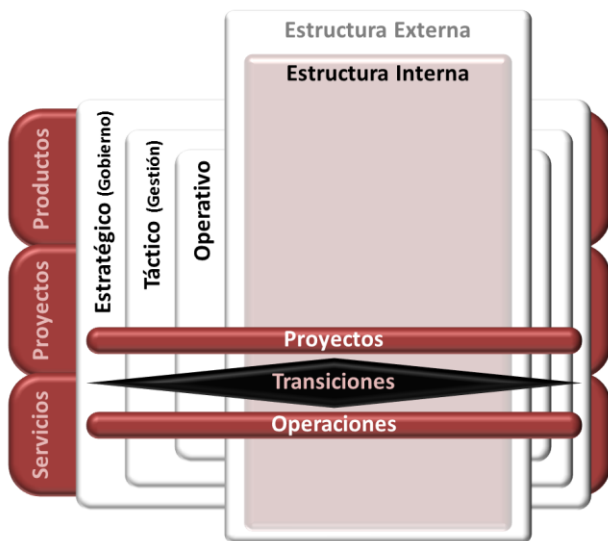 Estructura Externa
Estructura Interna
Productos
Proyectos
Servicios
Estratégico (Gobierno)
Táctico (Gestión)
Operativo
Proyectos
Transiciones
Operaciones